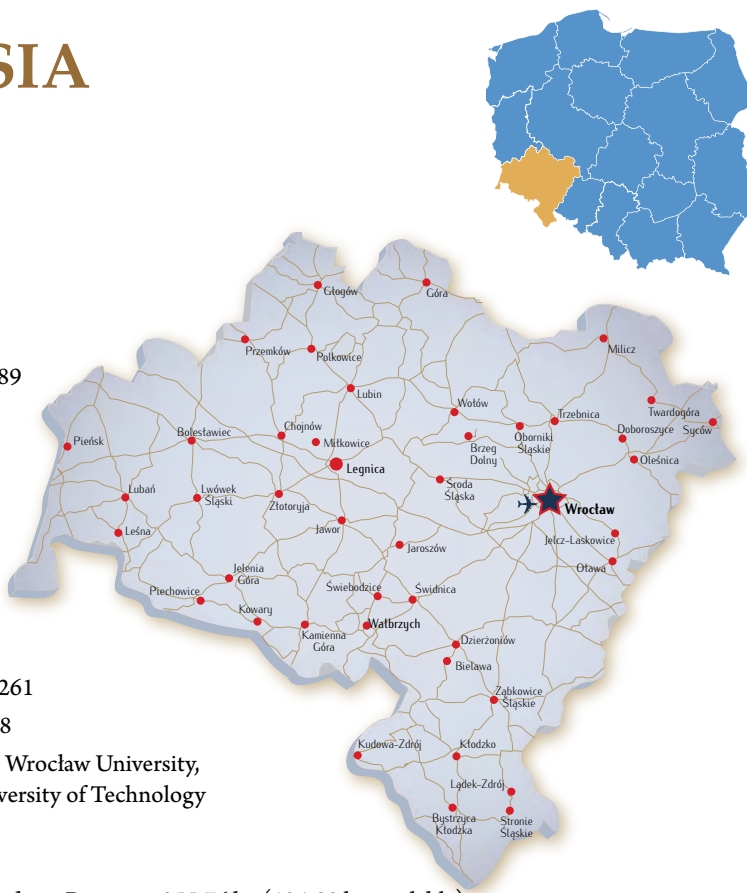 SIA
89
Głogów
Góra
Przemków
Polkowice
Milicz
Lubin
Wołów
Trzebnica
Twardogóra
Syców
Pieńsk
Bolesławiec
Chojnów
Miłkowice
Brzeg
Dolny
Oborniki
Śląskie
Doboroszyce
Oleśnica
Legnica
Lubań
Lwówek
Śląski
Złotoryja
Środa
Śląska
Wrocław
Leśna
Jawor
Jelcz-Laskowice
Jaroszów
Oława
Jelenia
Góra
Piechowice
Świebodzice
Świdnica
Kowary
Kamienna
Góra
Wałbrzych
Dzierżoniów
Bielawa
Ząbkowice
Śląskie
261
8
Wrocław University,
versity of Technology
Kudowa-Zdrój
Kłodzko
Lądek-Zdrój
Bystrzyca
Kłodzka
Stronie
Śląskie